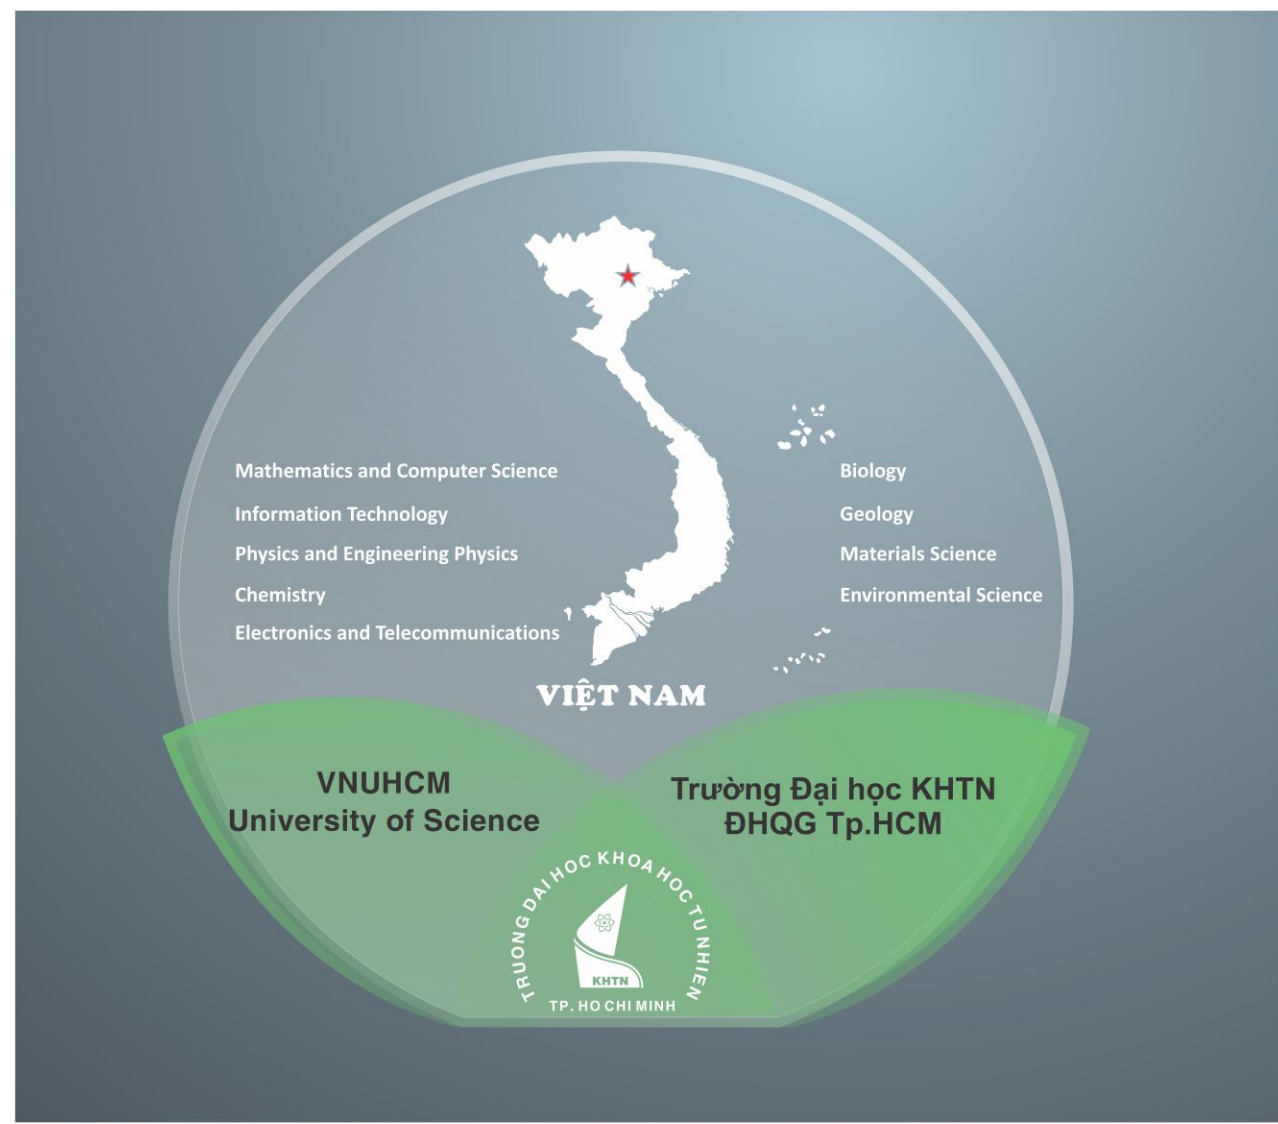 Mathematics and Computer Science
Information Technology
Physics and Engineering Physics
Chemistry
Electronics and Telecommunications
Biology
Geology
Materials Science
Environmental Science
VIỆT NAM
VNUHCM
University of Science
Trường Đại học KHTN
ĐHQG Tp.HCM
TRUONG DAI HOC KHOA HOC TU NHIEN
KHTN
TP. HO CHI MINH